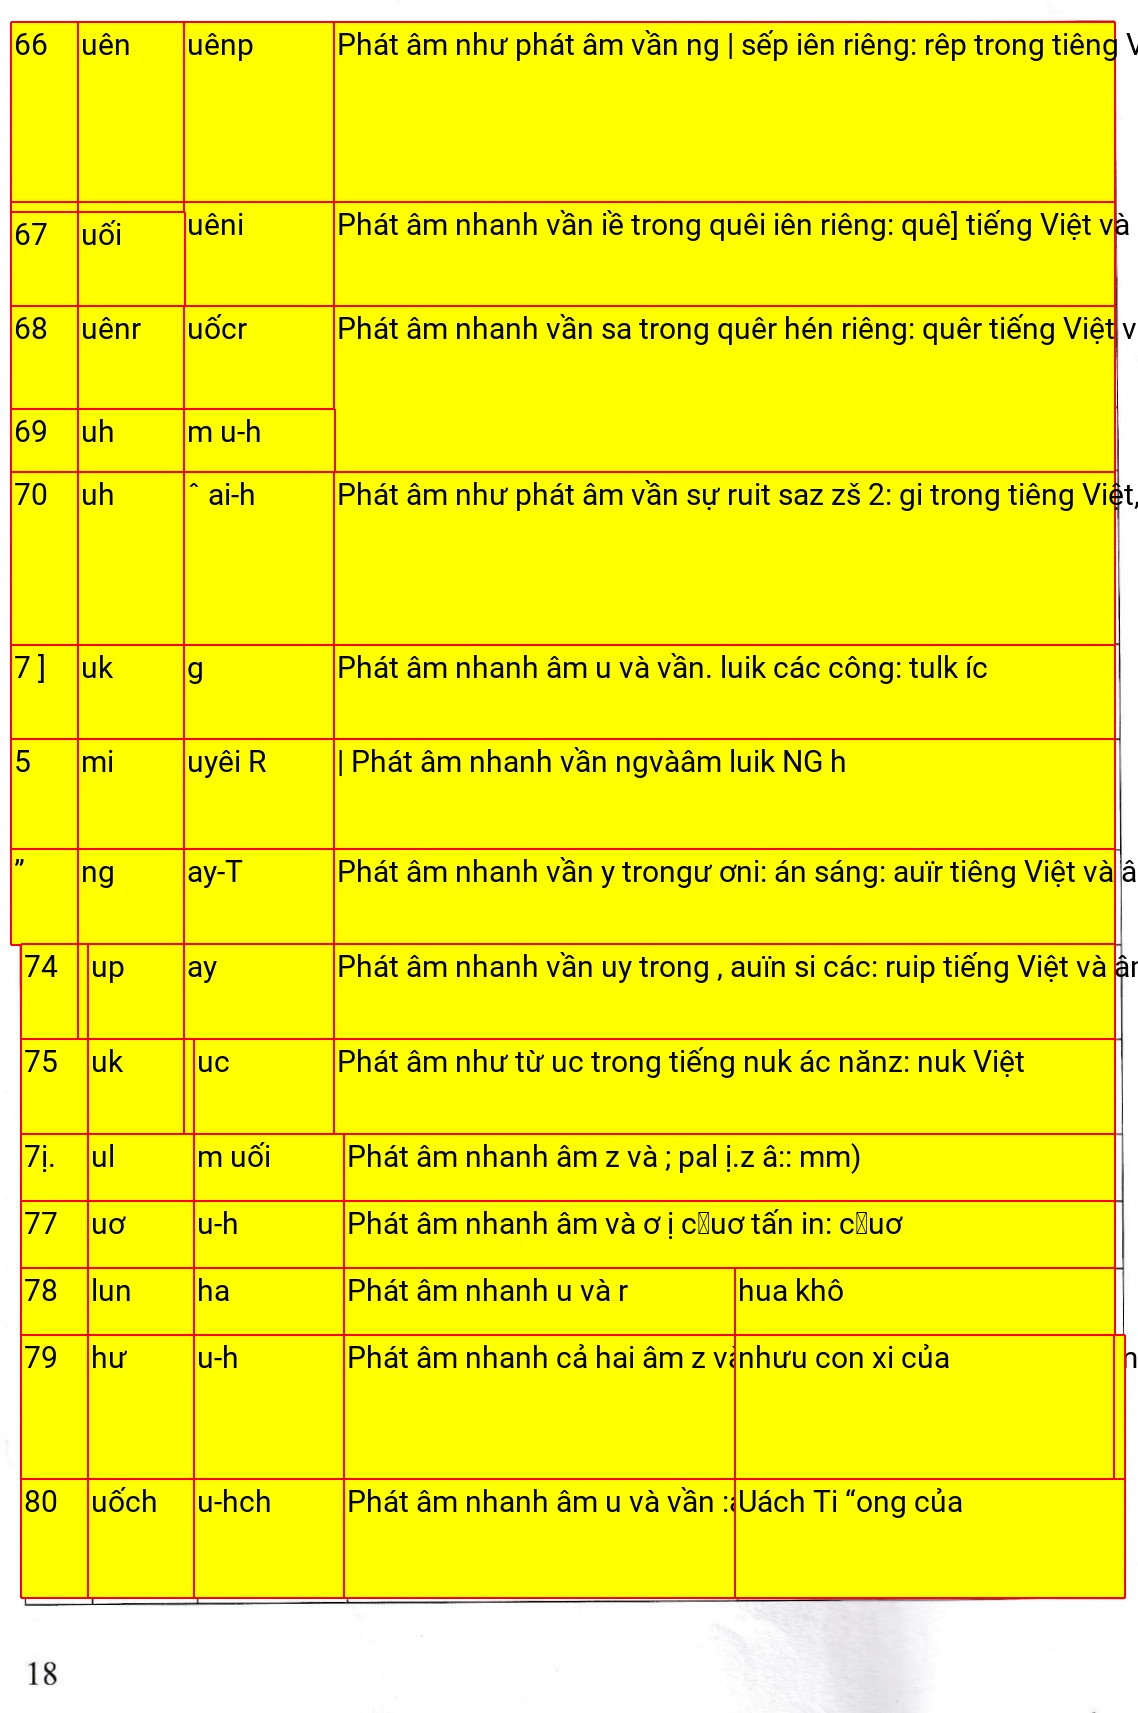 66 uên uênp Phát âm như phát âm vần ng | sếp iên riêng: rêp trong tiêng V
67 uối uêni Phát âm nhanh vần iề trong quêi iên riêng: quê] tiếng Việt và
68 uênr uốcr Phát âm nhanh vần sa trong quêr hén riêng: quêr tiếng Việt v
69 uh m u-h
70 uh ˆ ai-h Phát âm như phát âm vần sự ruit saz zš 2: gi trong tiêng Việt,
7 ] uk g Phát âm nhanh âm u và vần. luik các công: tulk íc
5 mi uyêi R | Phát âm nhanh vần ngvàâm luik NG h
” ng ay-T Phát âm nhanh vần y trongư ơni: án sáng: auïr tiêng Việt và â
74 up ay Phát âm nhanh vần uy trong , auïn si các: ruip tiếng Việt và âm
75 uk uc Phát âm như từ uc trong tiếng nuk ác nănz: nuk Việt
7ị. ul m uối Phát âm nhanh âm z và ; pal ị.z â:: mm)
77 uơ u-h Phát âm nhanh âm và ơ ị c▯uơ tấn in: c▯uơ
78 lun ha Phát âm nhanh u và r hua khô
79 hư u-h Phát âm nhanh cả hai âm z và nhưu con xi của
80 uốch u-hch Phát âm nhanh âm u và vần Uách Ti “ong của
18